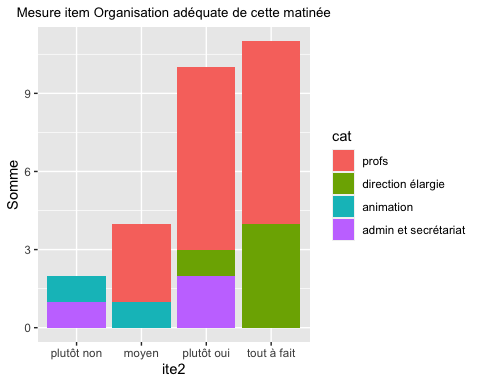 Mesure item Organisation adéquate de cette matinée
Somme
9
6
3
0
plutôt non
moyen
plutôt oui
tout à fait
ite2
cat
profs
direction élargie
animation
admin et secrétariat